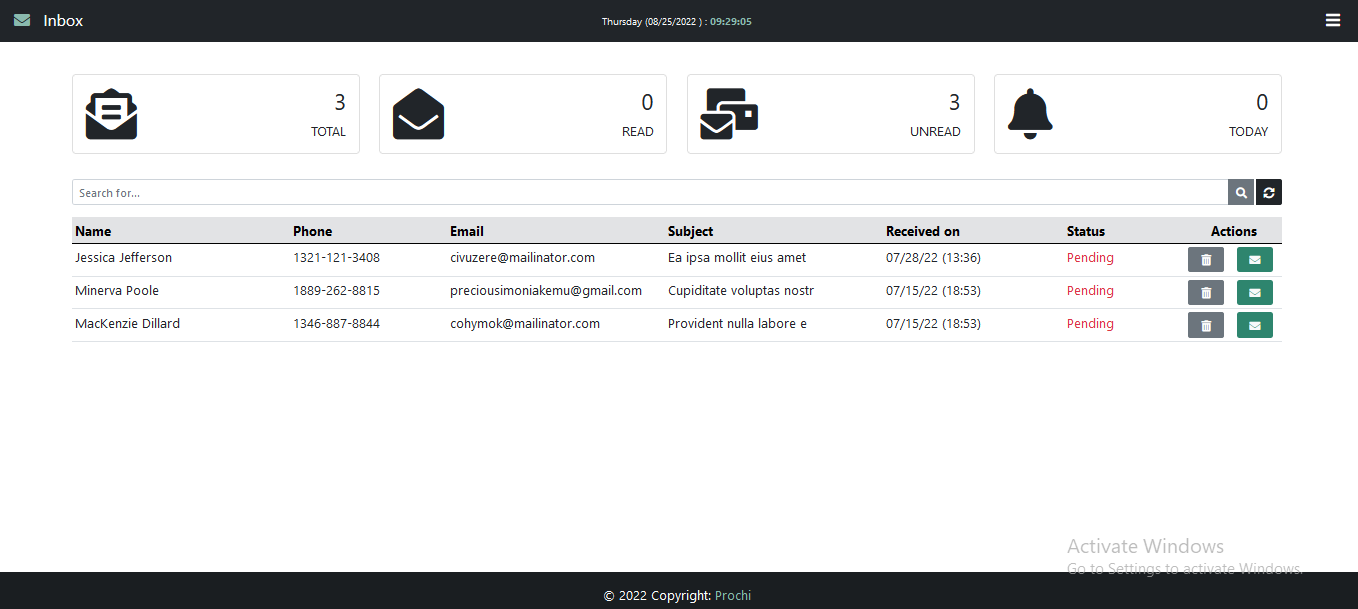 Inbox
Thursday (08/25/2022 ) : 09:29:05
3
TOTAL
0
READ
3
UNREAD
0
TODAY
Search for...
Name Phone Email Subject Received on Status Actions
Jessica Jefferson 1321-121-3408 civuzere@mailinator.com Ea ipsa mollit eius amet 07/28/22 (13:36) Pending
Minerva Poole 1889-262-8815 preciousimoniakemu@gmail.com Cupiditate voluptas nostr 07/15/22 (18:53) Pending
MacKenzie Dillard 1346-887-8844 cohymok@mailinator.com Provident nulla labore e 07/15/22 (18:53) Pending
Activate Windows
Go to Settings to activate Windows.
© 2022 Copyright: Prochi